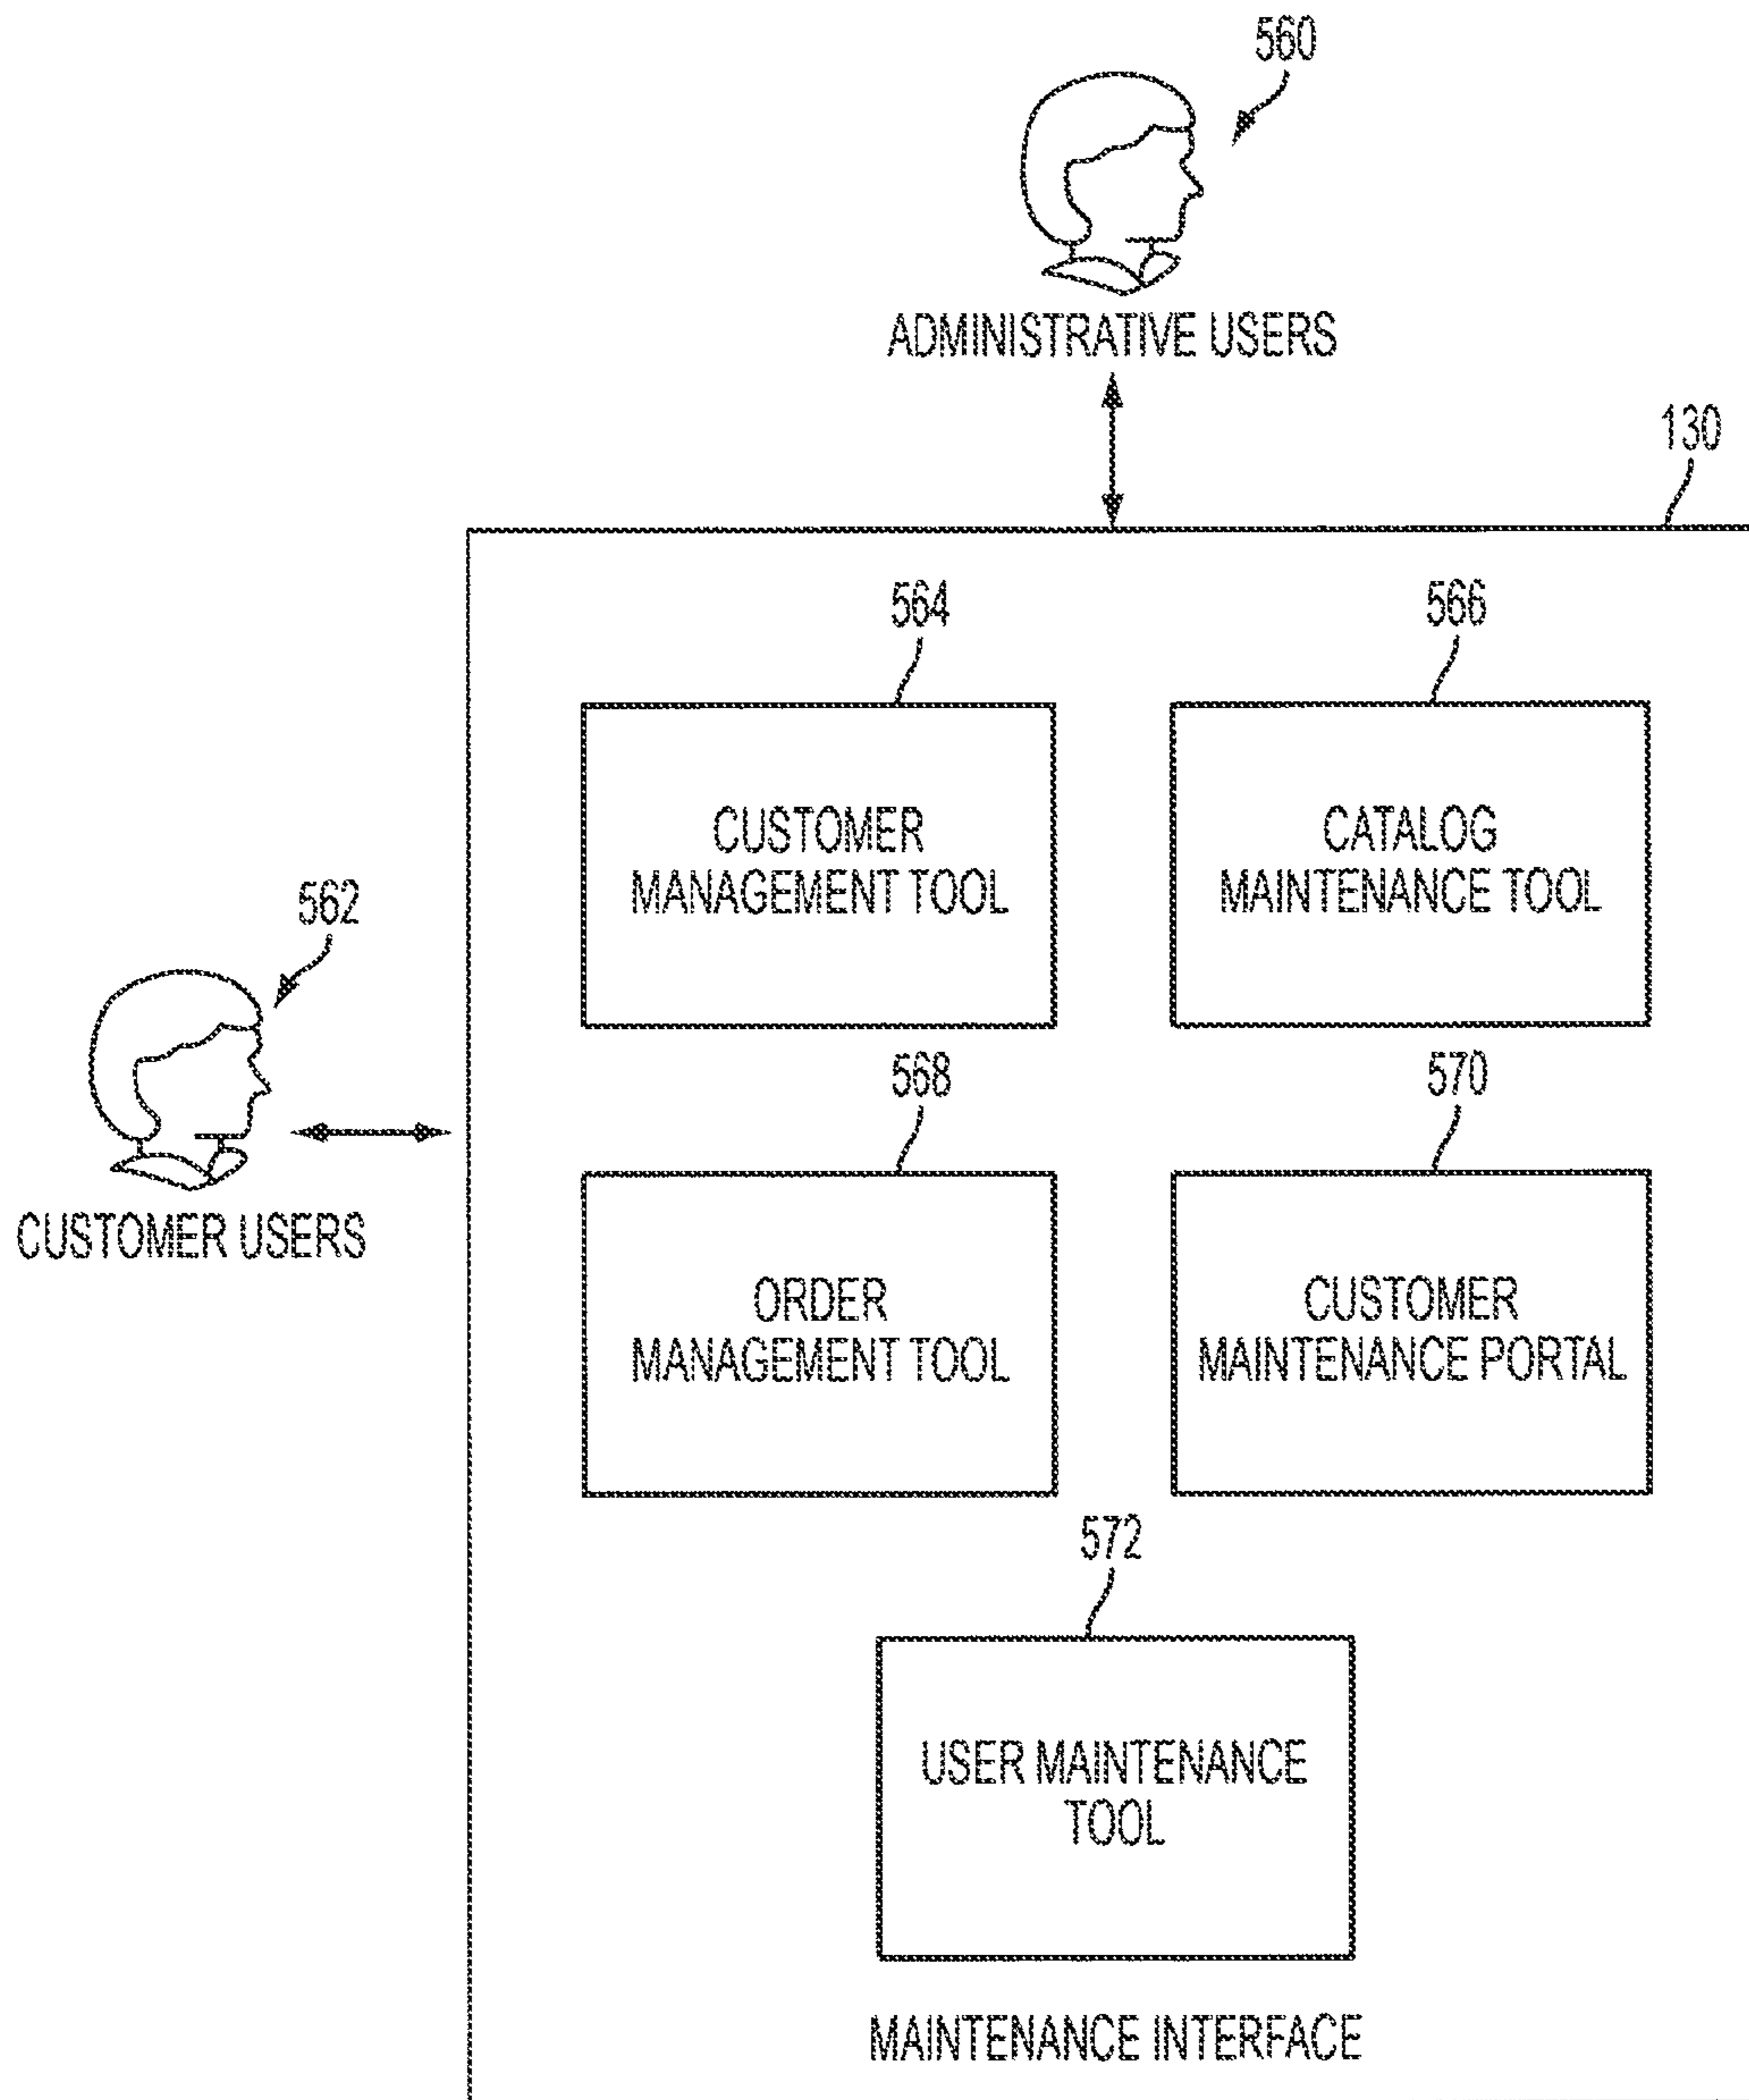 560
ADMINISTRATIVE USERS
130
564
566
CUSTOMER
MANAGEMENT TOOL
CATALOG
MAINTENANCE TOOL
562
CUSTOMER USERS
568
570
ORDER
MANAGEMENT TOOL
CUSTOMER
MAINTENANCE PORTAL
572
USER MAINTENANCE
TOOL
MAINTENANCE INTERFACE